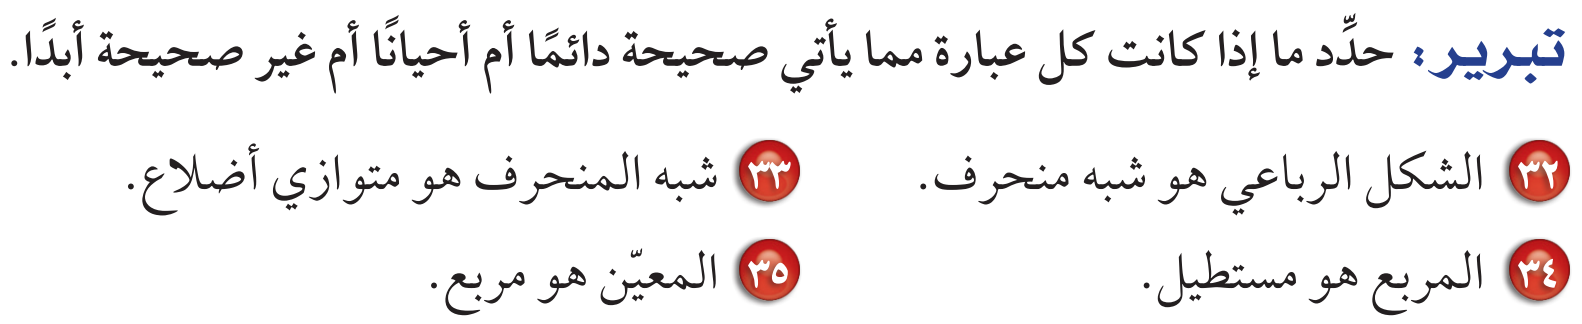 تبرير: حدِّد ما إذا كانت كل عبارة مما يأتي صحيحة دائمًا أم أحيانًا أم غير صحيحة أبدًا.
٣٢ الشكل الرباعي هو شبه منحرف. ٣٣ شبه المنحرف هو متوازي أضلاع.
٣٤ المربع هو مستطيل. ٣٥ المعيّن هو مربع.